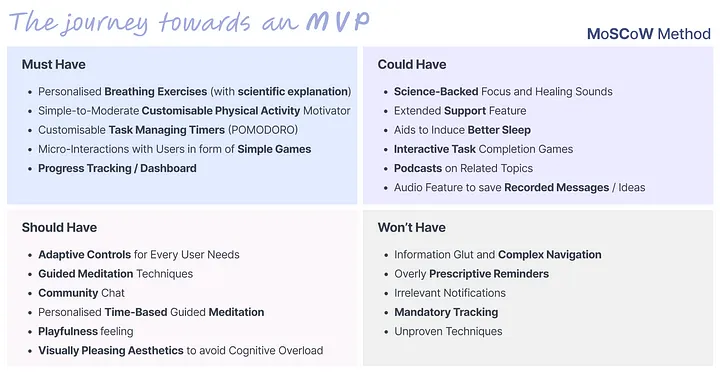 The journey towards an MVP
MoSCoW Method
Must Have
• Personalised Breathing Exercises (with scientific explanation)
• Simple-to-Moderate Customisable Physical Activity Motivator
• Customisable Task Managing Timers (POMODORO)
• Micro-Interactions with Users in form of Simple Games
• Progress Tracking / Dashboard
Could Have
• Science-Backed Focus and Healing Sounds
• Extended Support Feature
• Aids to Induce Better Sleep
• Interactive Task Completion Games
• Podcasts on Related Topics
• Audio Feature to save Recorded Messages / Ideas
Should Have
• Adaptive Controls for Every User Needs
• Guided Meditation Techniques
• Community Chat
• Personalised Time-Based Guided Meditation
• Playfulness feeling
• Visually Pleasing Aesthetics to avoid Cognitive Overload
Won't Have
• Information Glut and Complex Navigation
• Overly Prescriptive Reminders
• Irrelevant Notifications
• Mandatory Tracking
• Unproven Techniques